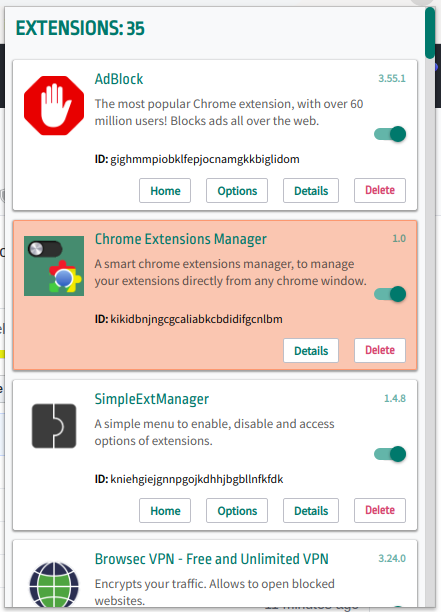 EXTENSIONS: 35
AdBlock
3.55.1
The most popular Chrome extension, with over 60
million users! Blocks ads all over the web.
ID: gighmmpiobklfepjocnamgkkbiglidom
Home Options Details Delete
Chrome Extensions Manager
1.0
A smart chrome extensions manager, to manage
your extensions directly from any chrome window.
ID: kikidbnjngcgcaliabkcbdidifgcnlbm
Details Delete
SimpleExtManager
1.4.8
A simple menu to enable, disable and access
options of extensions.
ID: kniehgiejgnnpgojkdhhjbgbllnfkfdk
Home Options Details Delete
Browsec VPN - Free and Unlimited VPN
3.24.0
Encrypts your traffic. Allows to open blocked
websites.